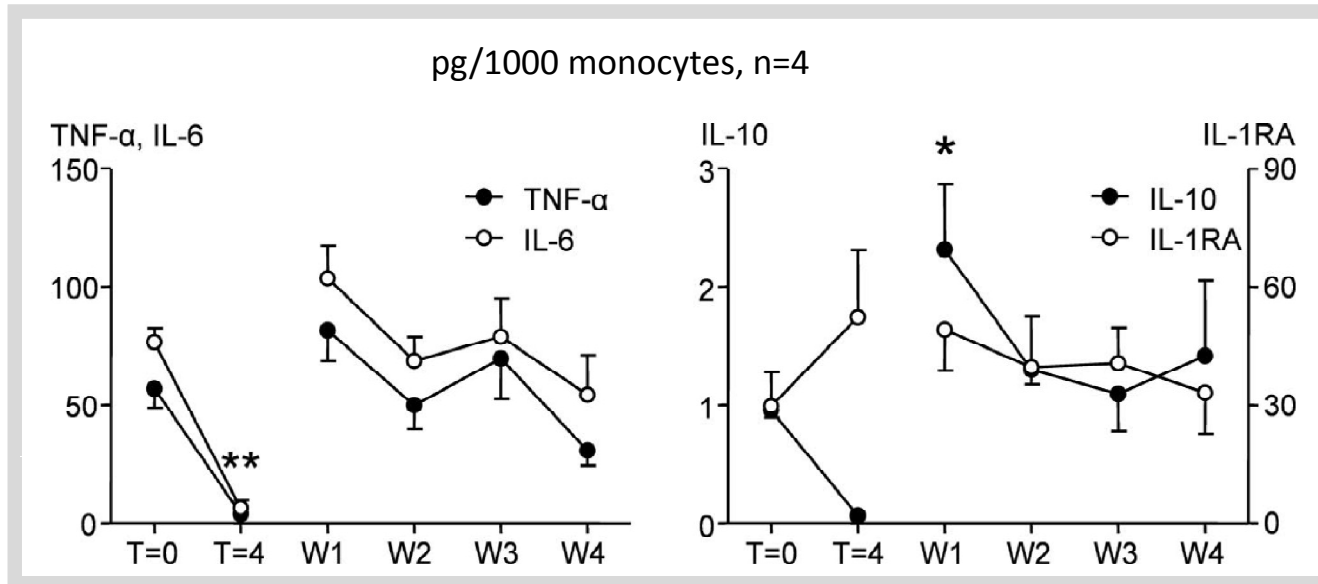 pg/1000 monocytes, n=4
TNF-α, IL-6
150
100
50
0
TNF-α
IL-6
**
T=0 T=4 W1 W2 W3 W4
IL-10
IL-1RA
*
3
2
1
0
IL-10
IL-1RA
90
60
30
0
T=0 T=4 W1 W2 W3 W4